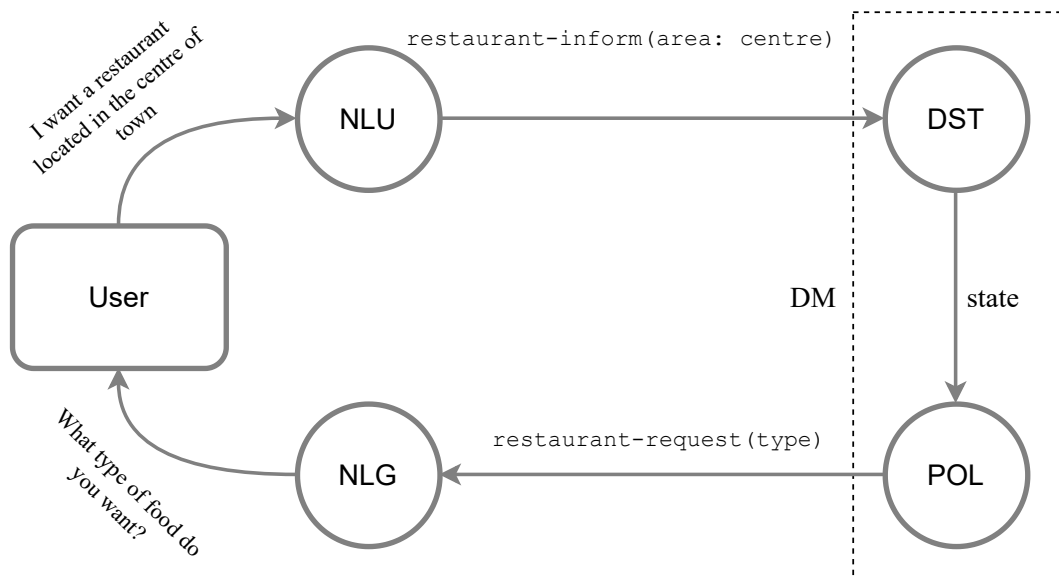 I want a restaurant
located in the centre of
town
NLU
restaurant-inform(area: centre)
DST
User
DM
state
What type of food do
you want?
NLG
restaurant-request(type)
POL